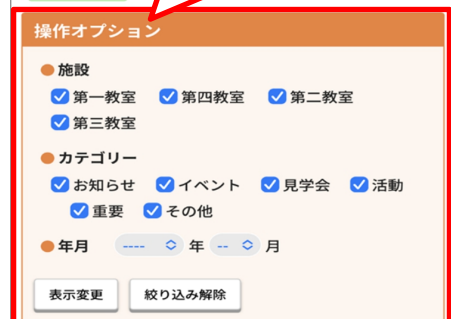 操作オプション
施設
第一教室 第四教室 第二教室
第三教室
カテゴリー
お知らせ イベント 見学会 活動
重要 その他
年月 ---- 年 -- 月
表示変更 絞り込み解除